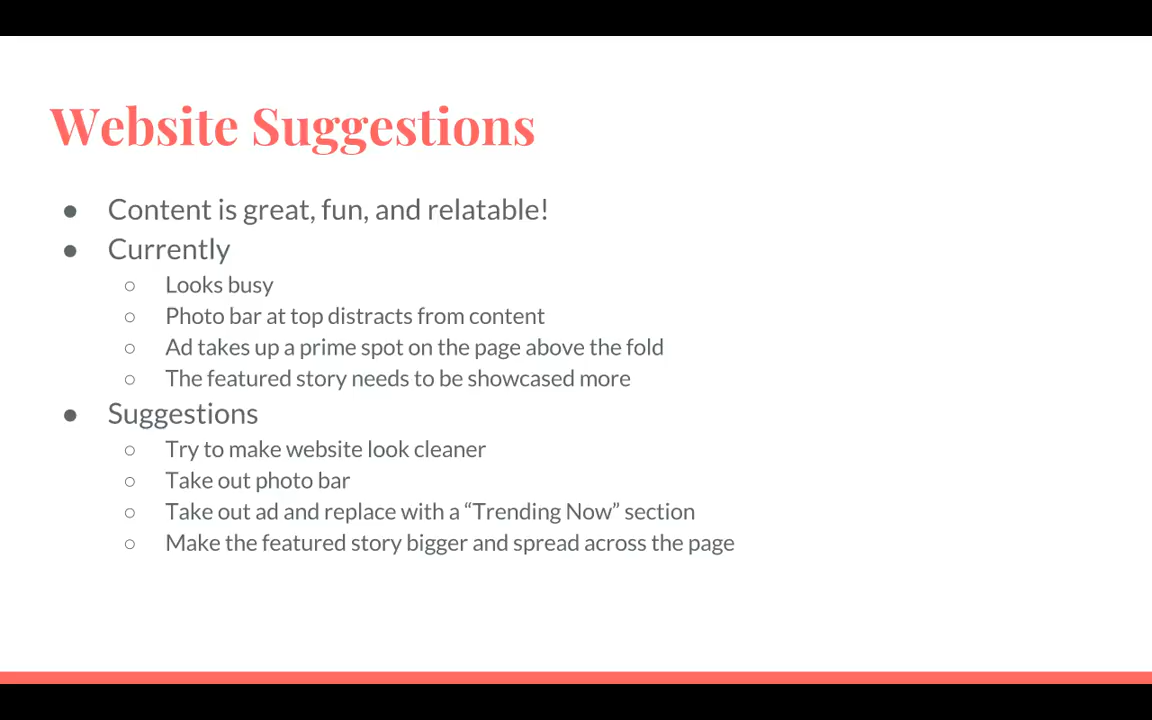 Website Suggestions
● Content is great, fun, and relatable!
● Currently
○ Looks busy
○ Photo bar at top distracts from content
○ Ad takes up a prime spot on the page above the fold
○ The featured story needs to be showcased more
● Suggestions
○ Try to make website look cleaner
○ Take out photo bar
○ Take out ad and replace with a “Trending Now” section
○ Make the featured story bigger and spread across the page